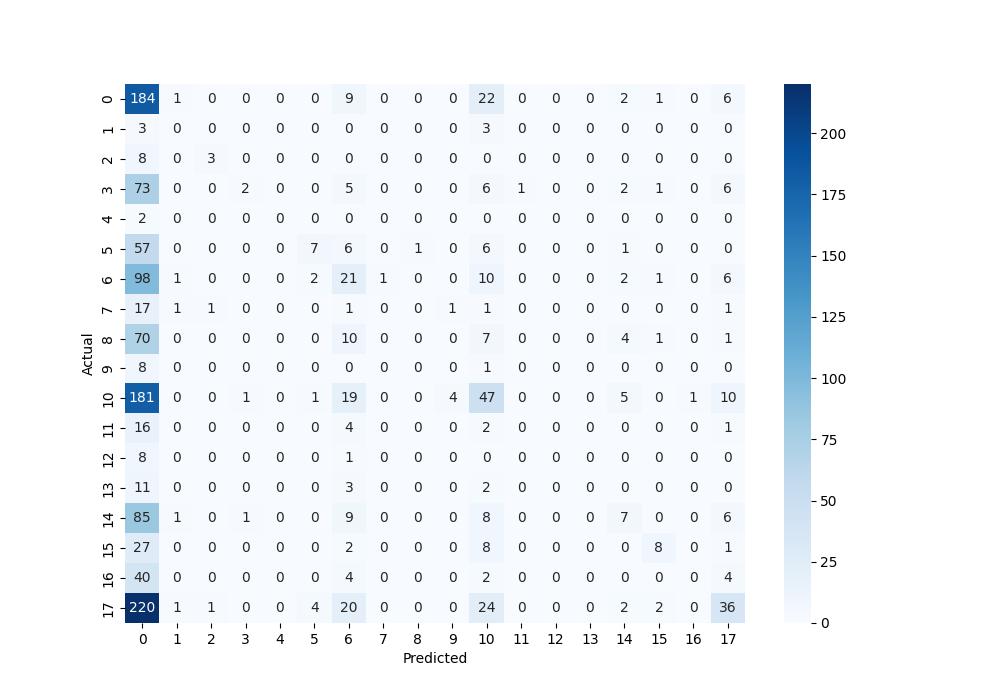 0 184 1 0 0 0 0 9 0 0 0 22 0 0 0 2 1 0 6
1 3 0 0 0 0 0 0 0 0 0 3 0 0 0 0 0 0 0
2 8 0 3 0 0 0 0 0 0 0 0 0 0 0 0 0 0 0
3 73 0 0 2 0 0 5 0 0 0 6 1 0 0 2 1 0 6
4 2 0 0 0 0 0 0 0 0 0 0 0 0 0 0 0 0 0
5 57 0 0 0 0 7 6 0 1 0 6 0 0 0 1 0 0 0
6 98 1 0 0 0 2 21 1 0 0 10 0 0 0 2 1 0 6
7 17 1 1 0 0 0 1 0 0 1 1 0 0 0 0 0 0 1
8 70 0 0 0 0 0 10 0 0 0 7 0 0 0 4 1 0 1
9 8 0 0 0 0 0 0 0 0 0 1 0 0 0 0 0 0 0
10 181 0 0 1 0 1 19 0 0 4 47 0 0 0 5 0 1 10
11 16 0 0 0 0 0 4 0 0 0 2 0 0 0 0 0 0 1
12 8 0 0 0 0 0 1 0 0 0 0 0 0 0 0 0 0 0
13 11 0 0 0 0 0 3 0 0 0 2 0 0 0 0 0 0 0
14 85 1 0 1 0 0 9 0 0 0 8 0 0 0 7 0 0 6
15 27 0 0 0 0 0 2 0 0 0 8 0 0 0 0 8 0 1
16 40 0 0 0 0 0 4 0 0 0 2 0 0 0 0 0 0 4
17 220 1 1 0 0 4 20 0 0 0 24 0 0 0 2 2 0 36
0 1 2 3 4 5 6 7 8 9 10 11 12 13 14 15 16 17
Predicted
Actual
200
175
150
125
100
75
50
25
0